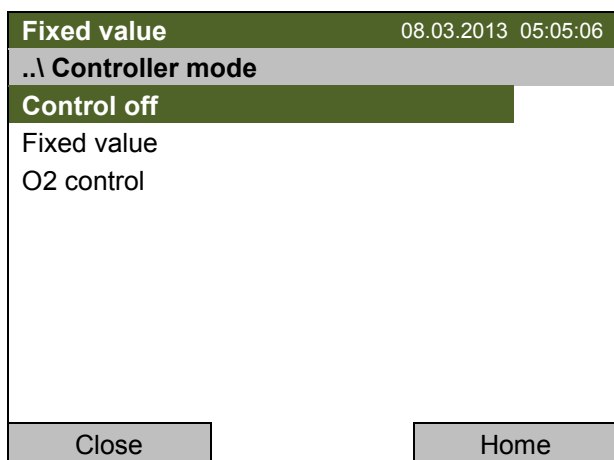 Fixed value 08.03.2013 05:05:06
..\ Controller mode
Control off
Fixed value
O2 control
Close Home